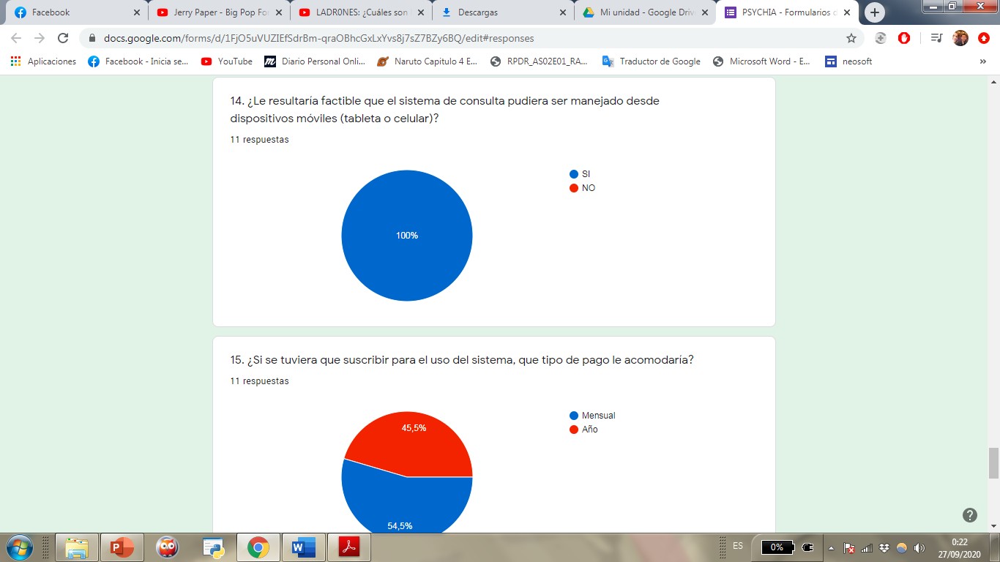 Facebook
Jerry Paper - Big Pop Fo
LADR0NES: ¿Cuáles son
Descargas
Mi unidad - Google Driv
PSYCHIA - Formularios d
docs.google.com/forms/d/1FjO5uVUZIEfSdrBm-qraOBhcGxLxYvs8j7sZ7BZy6BQ/edit#responses
Aplicaciones
Facebook - Inicia se...
YouTube
Diario Personal Onli...
Naruto Capitulo 4 E...
RPDR_AS02E01_RA...
Traductor de Google
Microsoft Word - E...
neosoft
»
14. ¿Le resultaría factible que el sistema de consulta pudiera ser manejado desde
dispositivos móviles (tableta o celular)?
11 respuestas
SI
NO
100%
15. ¿Si se tuviera que suscribir para el uso del sistema, que tipo de pago le acomodaría?
11 respuestas
Mensual
Año
45,5%
54,5%
ES
0%
0:22
27/09/2020